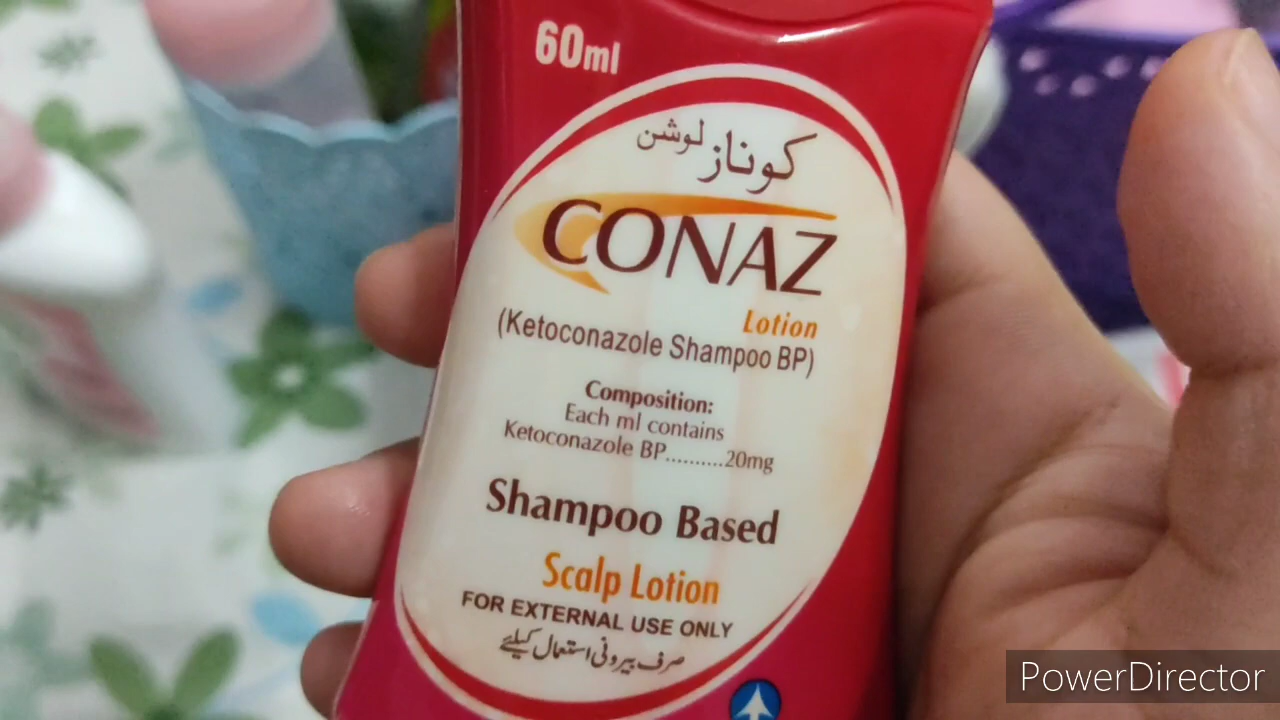 60ml
کوناز لوشن
CONAZ
Lotion
(Ketoconazole Shampoo BP)
Composition:
Each ml contains
Ketoconazole BP..........20mg
Shampoo Based
Scalp Lotion
FOR EXTERNAL USE ONLY
صرف بیرونی استعمال کیلئے
PowerDirector